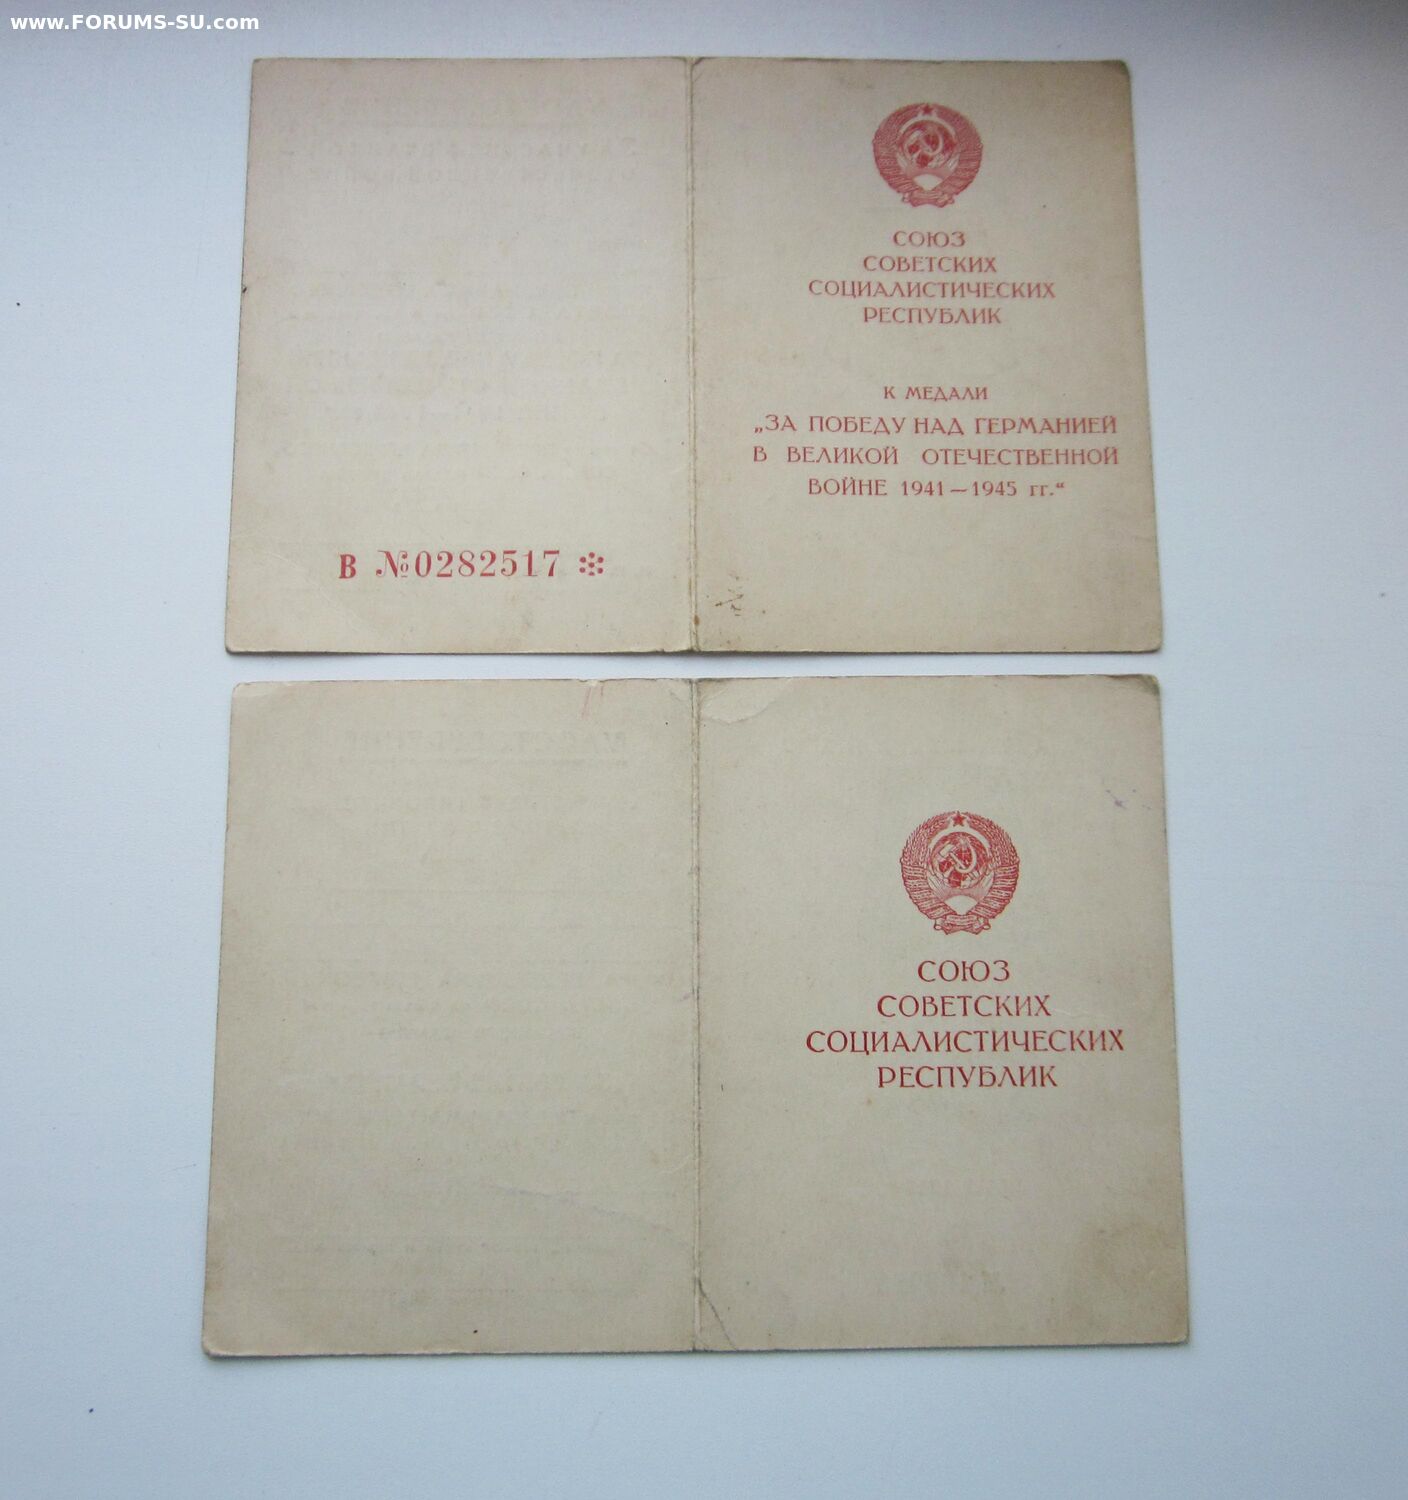 www.FORUMS-SU.com
СОЮЗ
СОВЕТСКИХ
СОЦИАЛИСТИЧЕСКИХ
РЕСПУБЛИК
К МЕДАЛИ
„ЗА ПОБЕДУ НАД ГЕРМАНИЕЙ
В ВЕЛИКОЙ ОТЕЧЕСТВЕННОЙ
ВОЙНЕ 1941—1945 гг.“
В №0282517
СОЮЗ
СОВЕТСКИХ
СОЦИАЛИСТИЧЕСКИХ
РЕСПУБЛИК